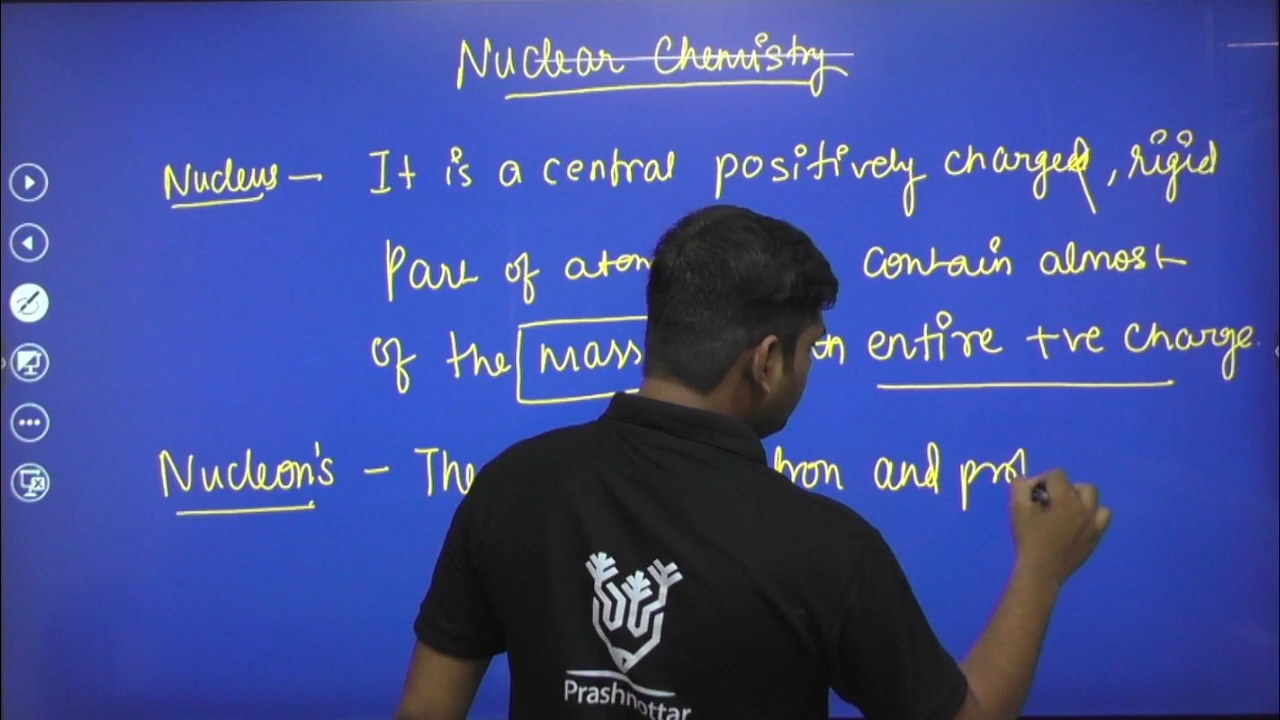 Nuclear Chemistry
Nucleus – It is a central positively charged, rigid
Part of atom contain almost
of the mass entire +ve charge.
Nucleon's – The and prot
Prashnottar